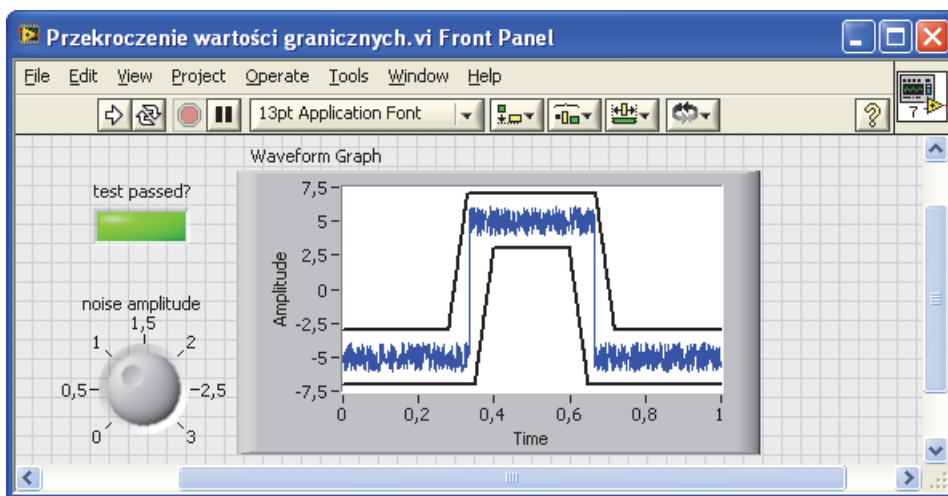 Przekroczenie wartości granicznych.vi Front Panel
File Edit View Project Operate Tools Window Help
13pt Application Font
?
7
Waveform Graph
test passed?
noise amplitude
0
0,5
1
1,5
2
2,5
3
Amplitude
7,5
5
2,5
0
-2,5
-5
-7,5
0 0,2 0,4 0,6 0,8 1
Time